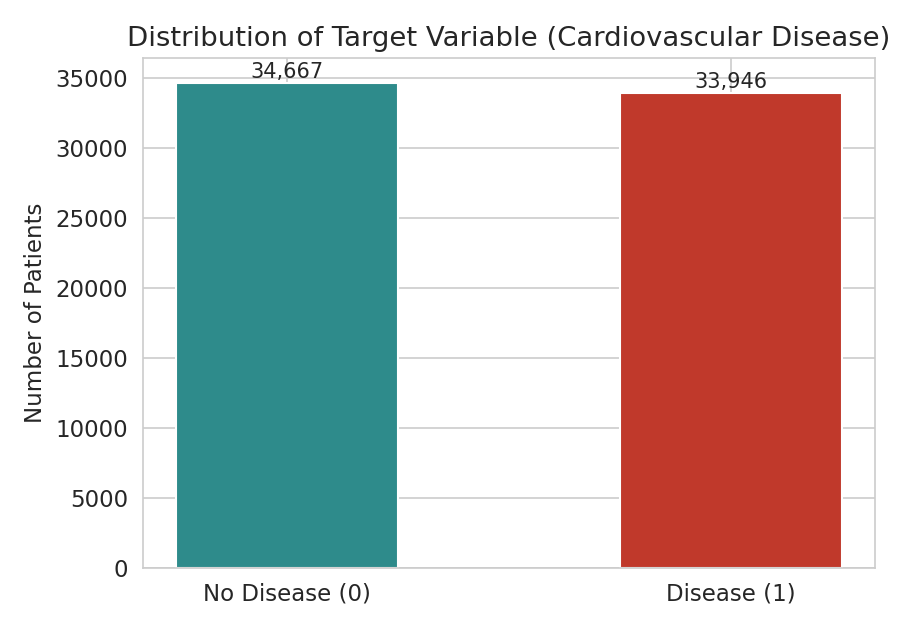 Distribution of Target Variable (Cardiovascular Disease)
34,667
33,946
35000
30000
25000
20000
15000
10000
5000
0
Number of Patients
No Disease (0)
Disease (1)